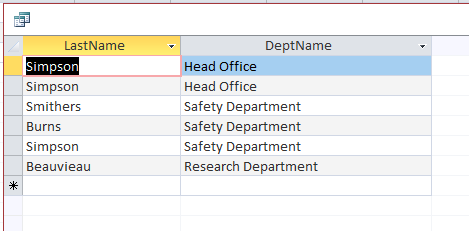 LastName DeptName
Simpson Head Office
Simpson Head Office
Smithers Safety Department
Burns Safety Department
Simpson Safety Department
Beauvieau Research Department